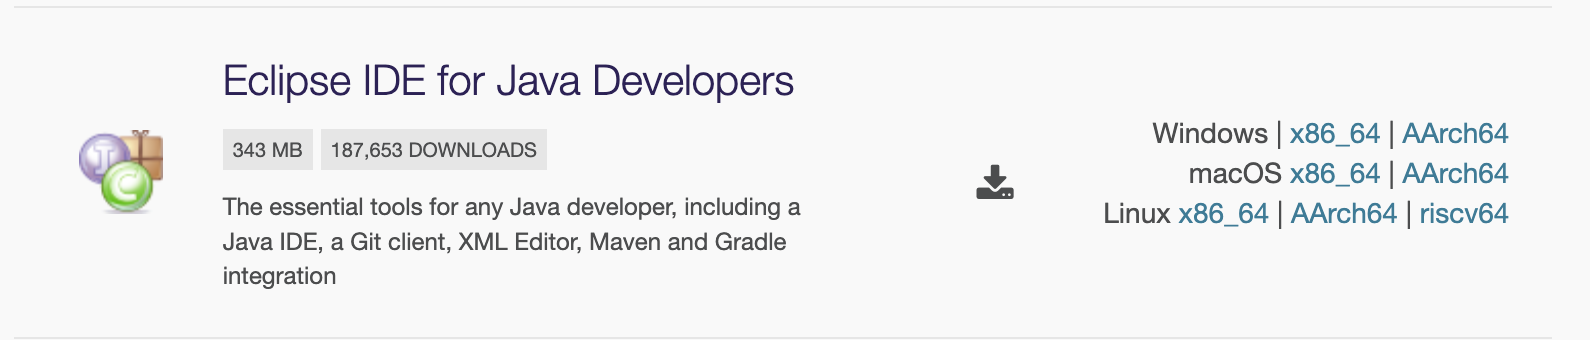 Eclipse IDE for Java Developers
343 MB 187,653 DOWNLOADS
The essential tools for any Java developer, including a
Java IDE, a Git client, XML Editor, Maven and Gradle
integration
Windows | x86_64 | AArch64
macOS x86_64 | AArch64
Linux x86_64 | AArch64 | riscv64